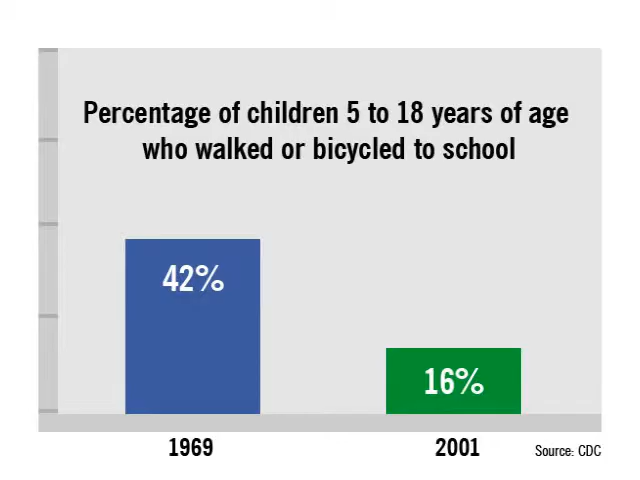 Percentage of children 5 to 18 years of age
who walked or bicycled to school
42%
16%
1969
2001
Source: CDC